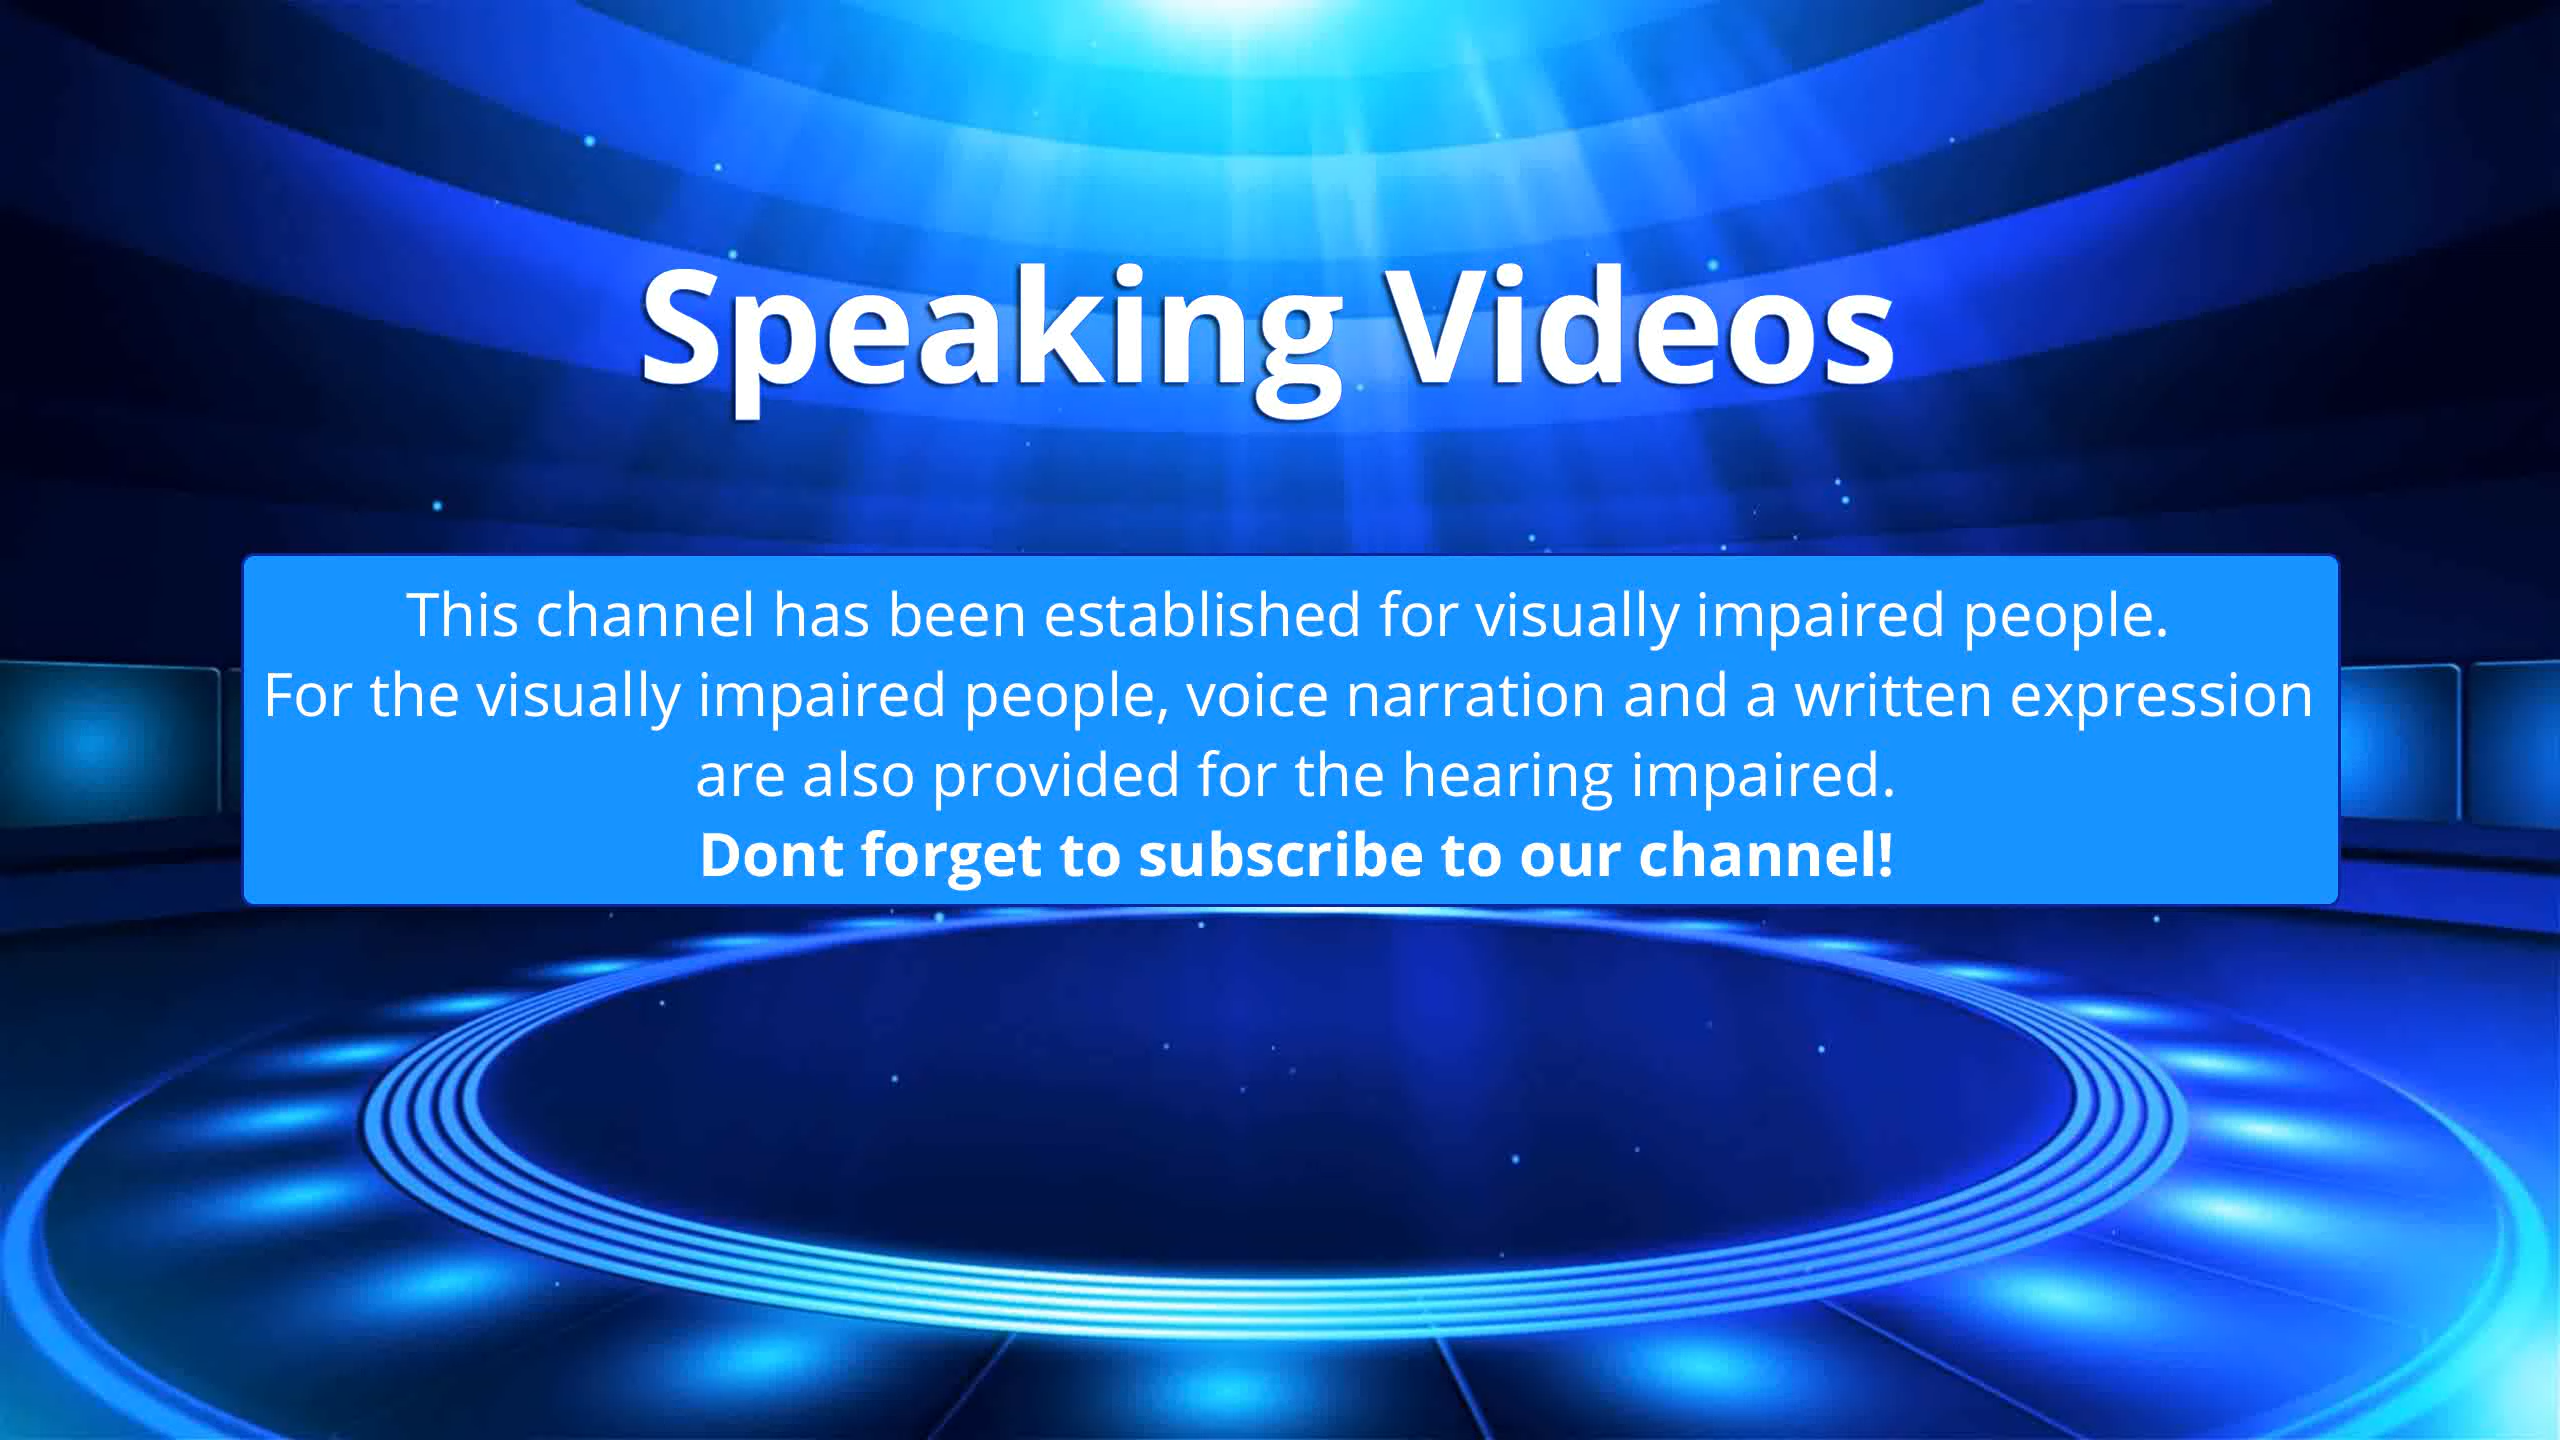 Speaking Videos
This channel has been established for visually impaired people.
For the visually impaired people, voice narration and a written expression
are also provided for the hearing impaired.
Dont forget to subscribe to our channel!